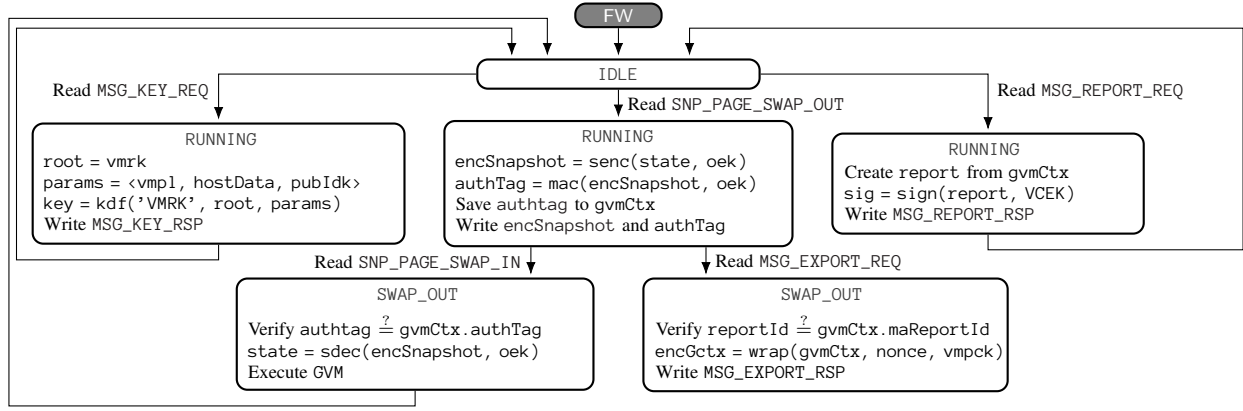 FW
IDLE
Read MSG_KEY_REQ
Read SNP_PAGE_SWAP_OUT
Read MSG_REPORT_REQ
RUNNING
root = vmrk
params = <vmpl, hostData, pubIdk>
key = kdf('VMRK', root, params)
Write MSG_KEY_RSP
RUNNING
encSnapshot = senc(state, oek)
authTag = mac(encSnapshot, oek)
Save authtag to gvmCtx
Write encSnapshot and authTag
RUNNING
Create report from gvmCtx
sig = sign(report, VCEK)
Write MSG_REPORT_RSP
Read SNP_PAGE_SWAP_IN
Read MSG_EXPORT_REQ
SWAP_OUT
Verify authtag ≟ gvmCtx.authTag
state = sdec(encSnapshot, oek)
Execute GVM
SWAP_OUT
Verify reportId ≟ gvmCtx.maReportId
encGctx = wrap(gvmCtx, nonce, vmpck)
Write MSG_EXPORT_RSP